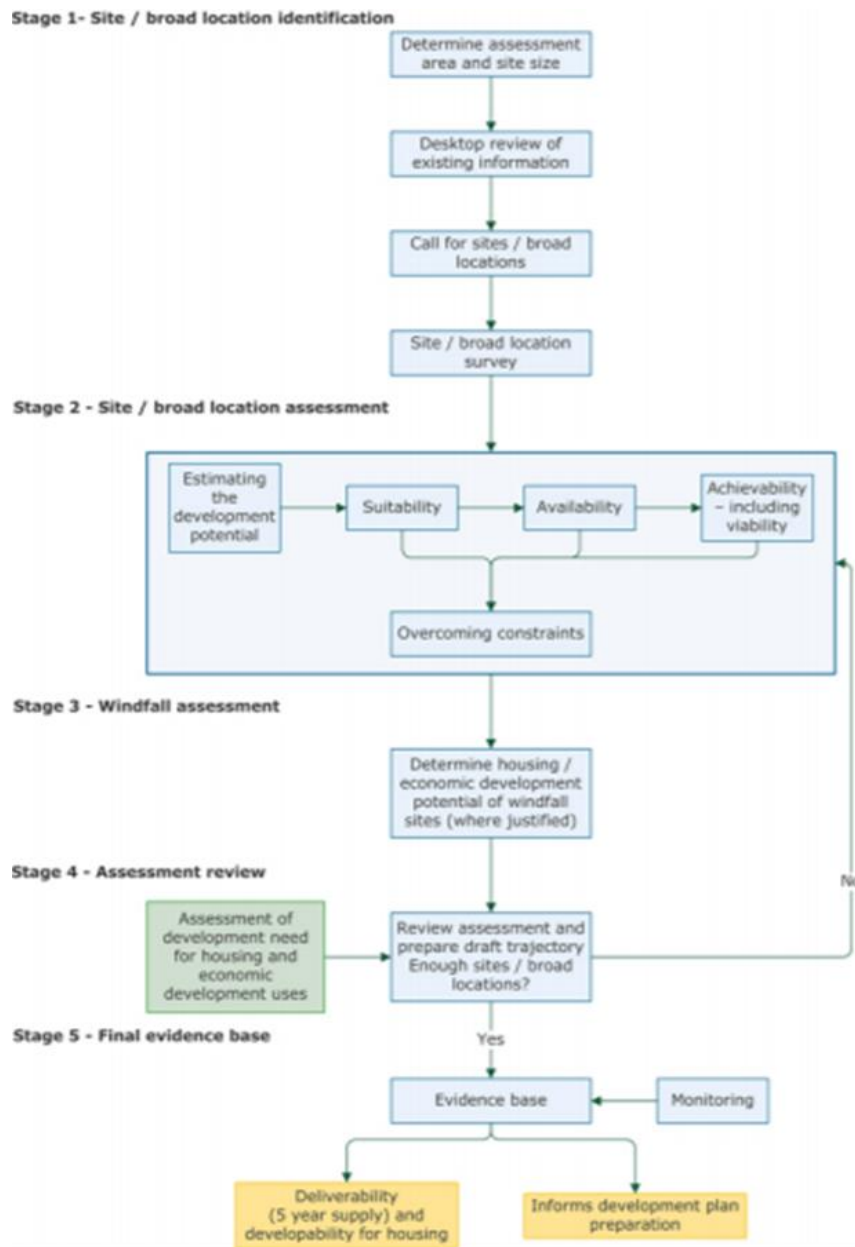 Stage 1- Site / broad location identification
Determine assessment
area and site size
Desktop review of
existing information
Call for sites / broad
locations
Site / broad location
survey
Stage 2 - Site / broad location assessment
Estimating
the
development
potential
Suitability
Availability
Achievability
– including
viability
Overcoming constraints
Stage 3 - Windfall assessment
Determine housing /
economic development
potential of windfall
sites (where justified)
Stage 4 - Assessment review
Assessment of
development need
for housing and
economic
development uses
Review assessment and
prepare draft trajectory
Enough sites / broad
locations?
Stage 5 - Final evidence base
Yes
Evidence base
Monitoring
Deliverability
(5 year supply) and
developability for housing
Informs development plan
preparation